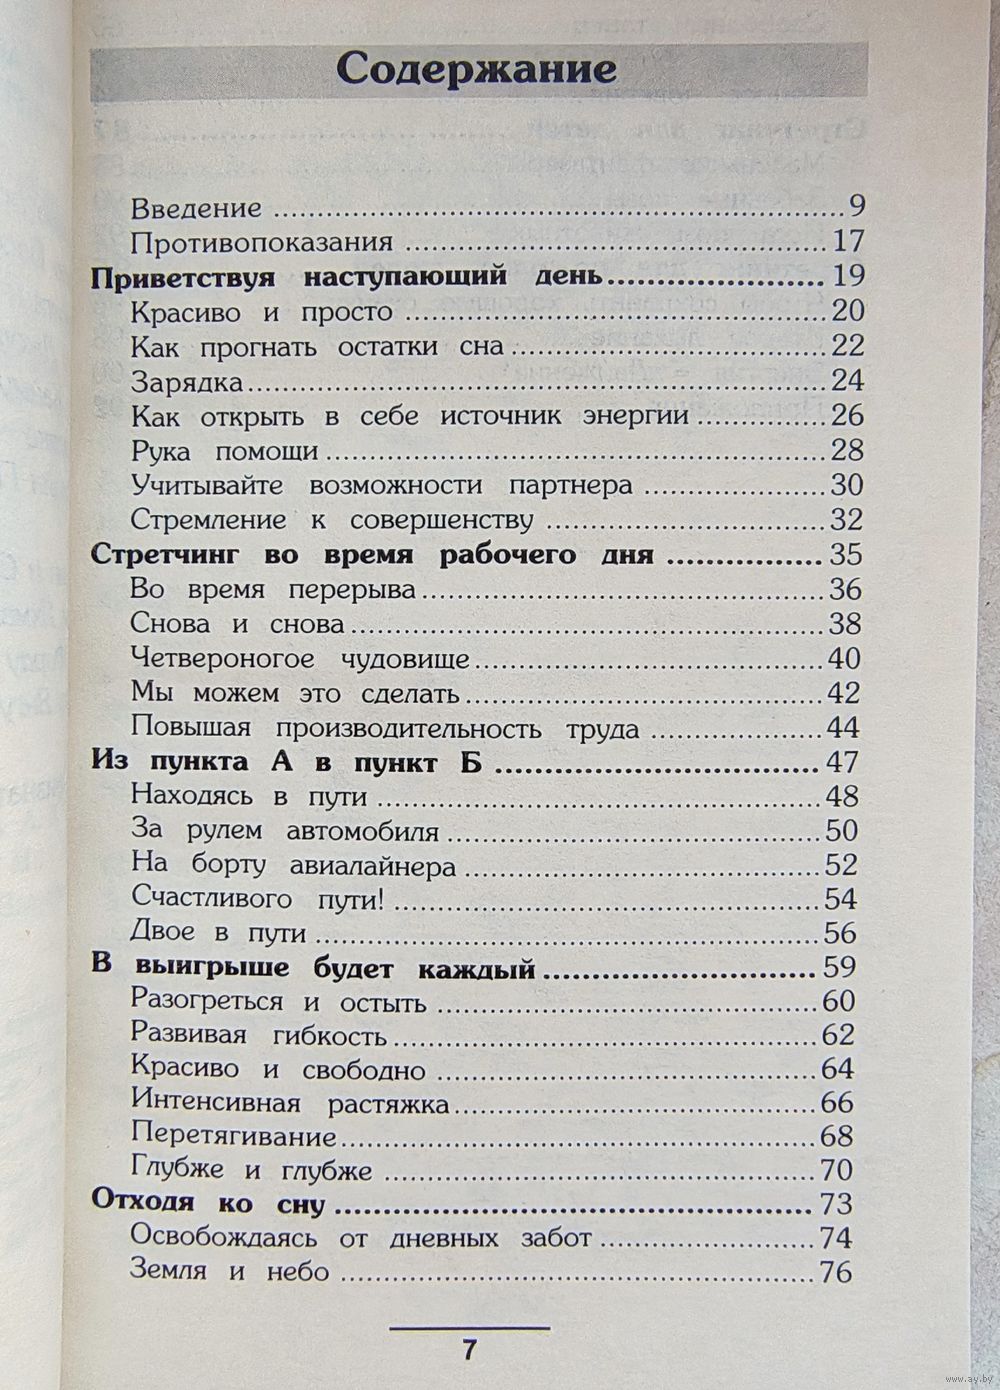 Содержание
Введение ........ 9
Противопоказания ........ 17
Приветствуя наступающий день ........ 19
Красиво и просто ........ 20
Как прогнать остатки сна ........ 22
Зарядка ........ 24
Как открыть в себе источник энергии ........ 26
Рука помощи ........ 28
Учитывайте возможности партнера ........ 30
Стремление к совершенству ........ 32
Стретчинг во время рабочего дня ........ 35
Во время перерыва ........ 36
Снова и снова ........ 38
Четвероногое чудовище ........ 40
Мы можем это сделать ........ 42
Повышая производительность труда ........ 44
Из пункта А в пункт Б ........ 47
Находясь в пути ........ 48
За рулем автомобиля ........ 50
На борту авиалайнера ........ 52
Счастливого пути! ........ 54
Двое в пути ........ 56
В выигрыше будет каждый ........ 59
Разогреться и остыть ........ 60
Развивая гибкость ........ 62
Красиво и свободно ........ 64
Интенсивная растяжка ........ 66
Перетягивание ........ 68
Глубже и глубже ........ 70
Отходя ко сну ........ 73
Освобождаясь от дневных забот ........ 74
Земля и небо ........ 76
7
www.ay.by